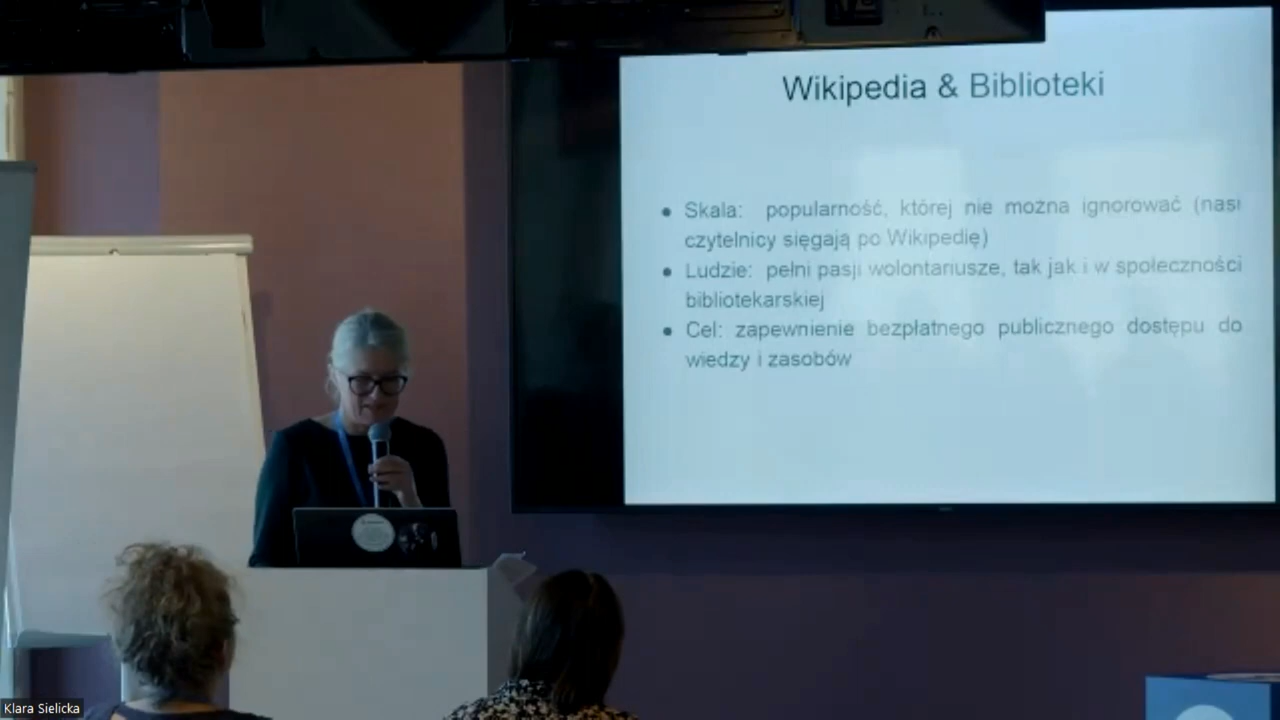 Wikipedia & Biblioteki
• Skala: popularność, której nie można ignorować (nasi
czytelnicy sięgają po Wikipedię)
• Ludzie: pełni pasji wolontariusze, tak jak i w społeczności
bibliotekarskiej
• Cel: zapewnienie bezpłatnego publicznego dostępu do
wiedzy i zasobów
Klara Sielicka